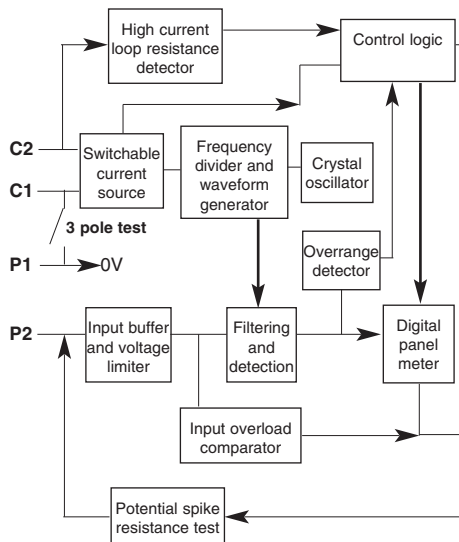 High current
loop resistance
detector
Control logic
C2
Switchable
current
source
Frequency
divider and
waveform
generator
Crystal
oscillator
C1
3 pole test
P1
0V
Overrange
detector
P2
Input buffer
and voltage
limiter
Filtering
and
detection
Digital
panel
meter
Input overload
comparator
Potential spike
resistance test